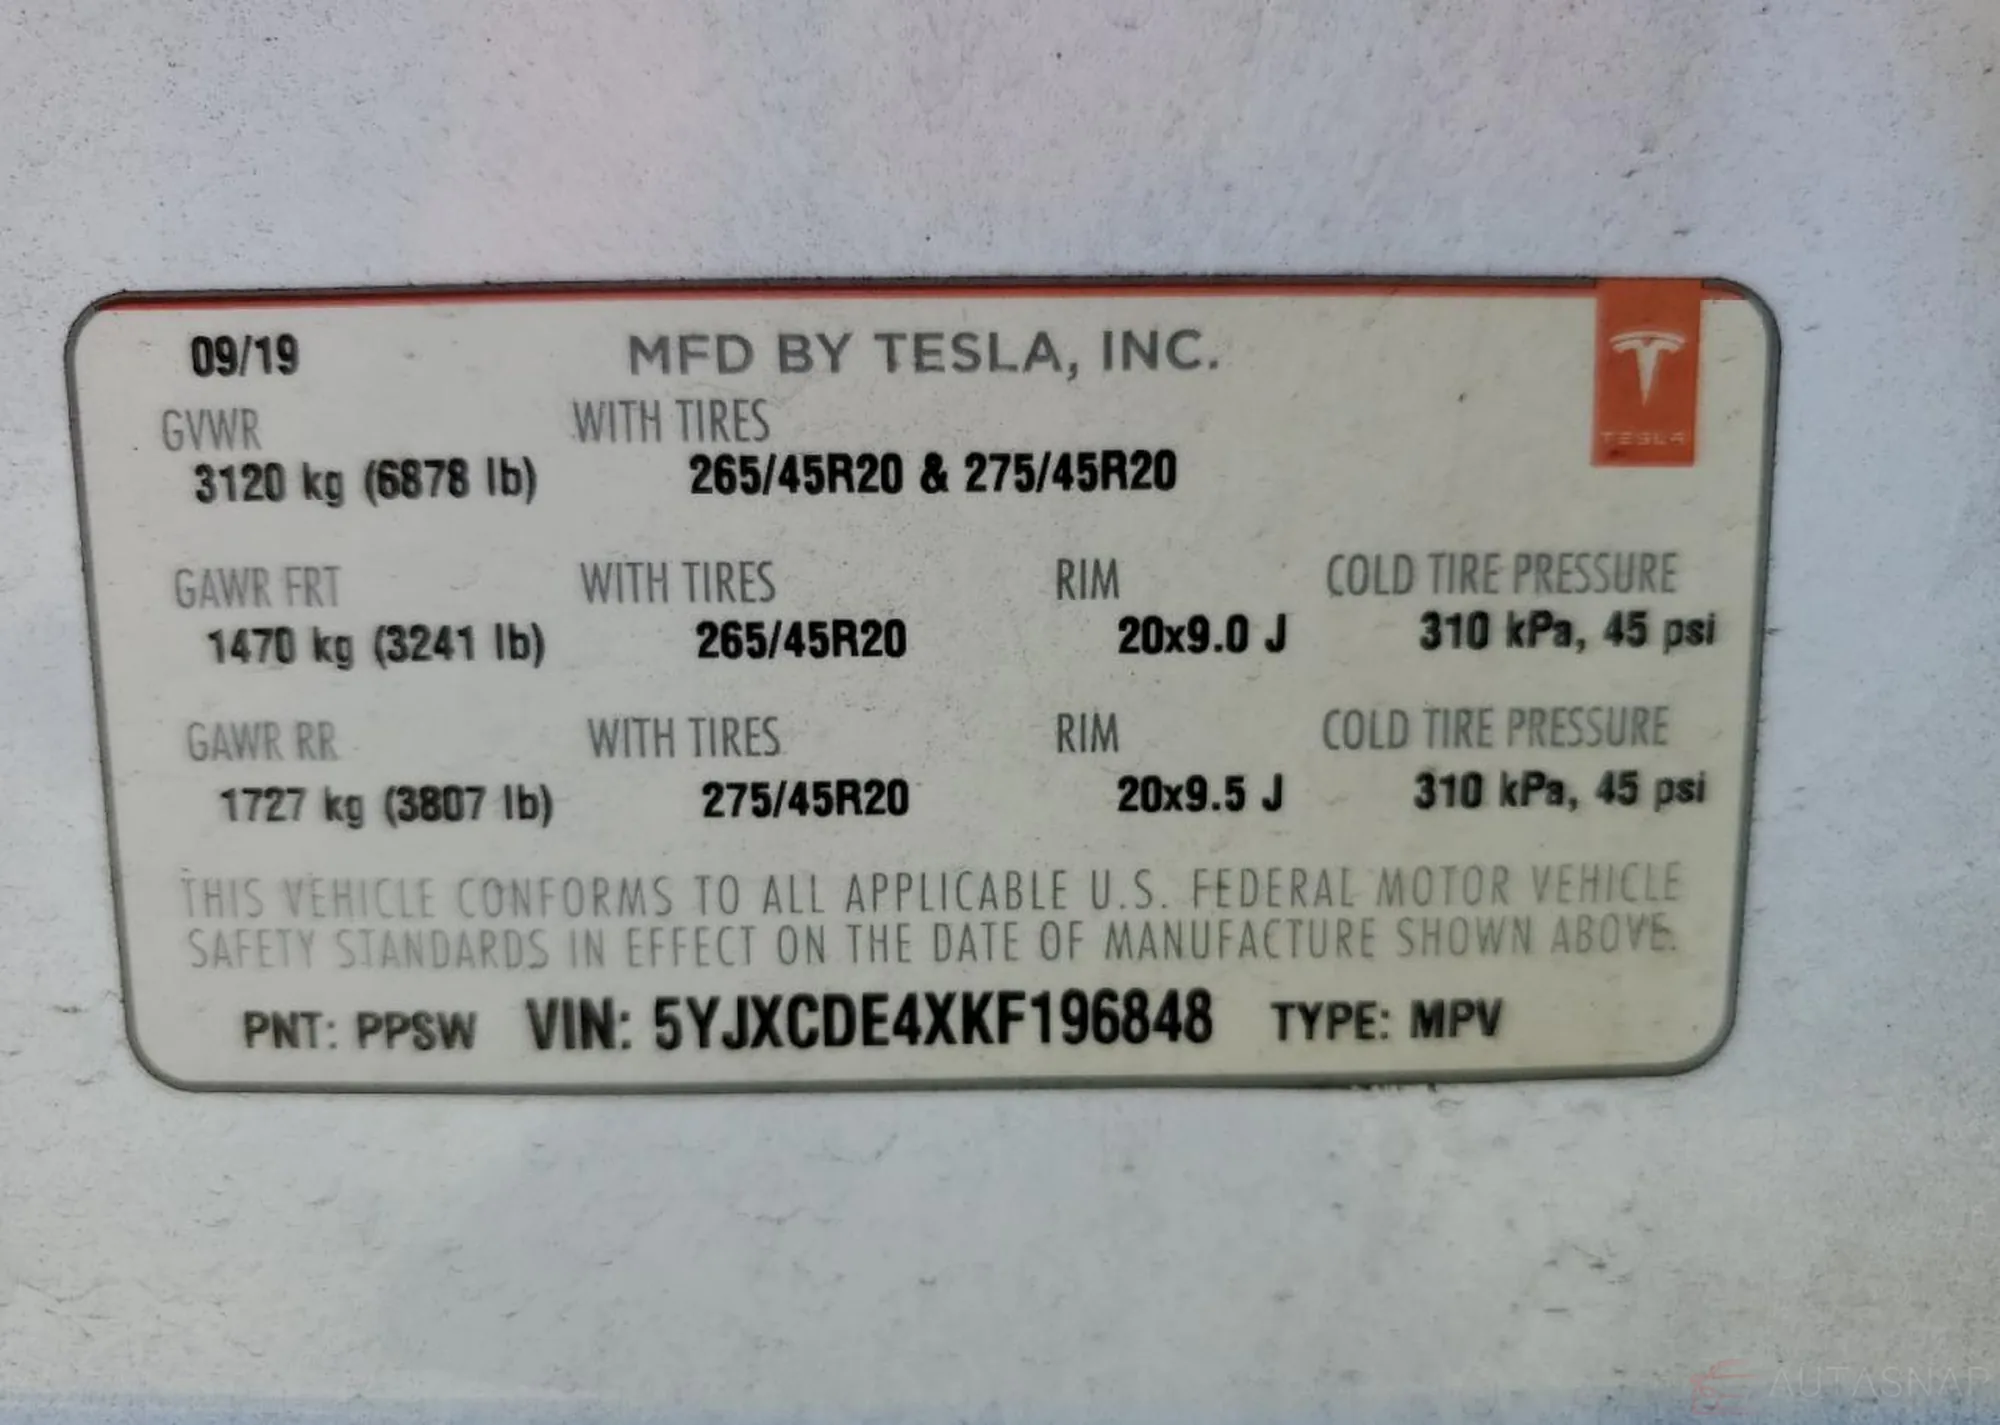 09/19 MFD BY TESLA, INC.
GVWR WITH TIRES
3120 kg (6878 lb) 265/45R20 & 275/45R20
TESLA
GAWR FRT WITH TIRES RIM COLD TIRE PRESSURE
1470 kg (3241 lb) 265/45R20 20x9.0 J 310 kPa, 45 psi
GAWR RR WITH TIRES RIM COLD TIRE PRESSURE
1727 kg (3807 lb) 275/45R20 20x9.5 J 310 kPa, 45 psi
THIS VEHICLE CONFORMS TO ALL APPLICABLE U.S. FEDERAL MOTOR VEHICLE
SAFETY STANDARDS IN EFFECT ON THE DATE OF MANUFACTURE SHOWN ABOVE.
PNT: PPSW VIN: 5YJXCDE4XKF196848 TYPE: MPV
AUTASNAP